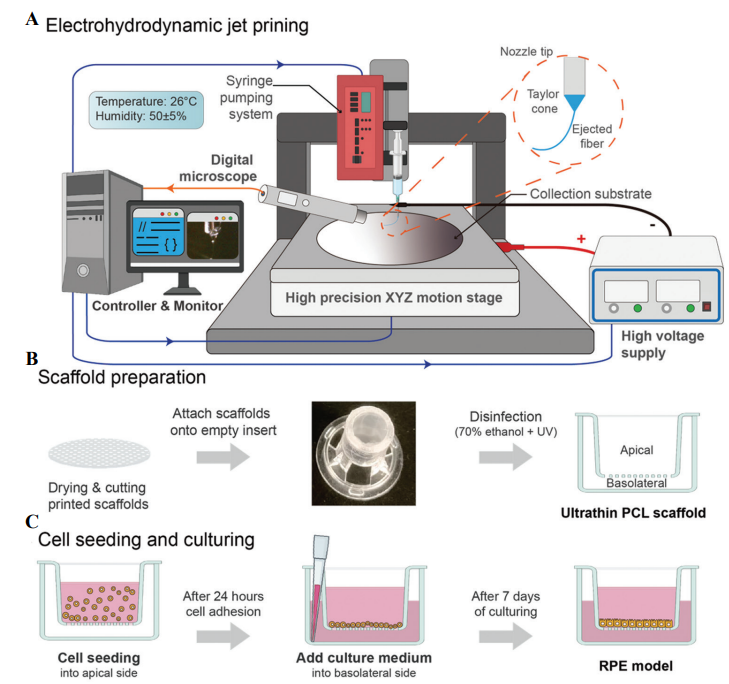 A
Electrohydrodynamic jet prining
Temperature: 26°C
Humidity: 50±5%
Syringe
pumping
system
Nozzle tip
Taylor
cone
Ejected
fiber
Digital
microscope
Collection substrate
//
{ }
+
-
Controller & Monitor
High precision XYZ motion stage
High voltage
supply
B
Scaffold preparation
Attach scaffolds
onto empty insert
Disinfection
(70% ethanol + UV)
Apical
Basolateral
Drying & cutting
printed scaffolds
Ultrathin PCL scaffold
C
Cell seeding and culturing
After 24 hours
cell adhesion
After 7 days
of culturing
Cell seeding
into apical side
Add culture medium
into basolateral side
RPE model